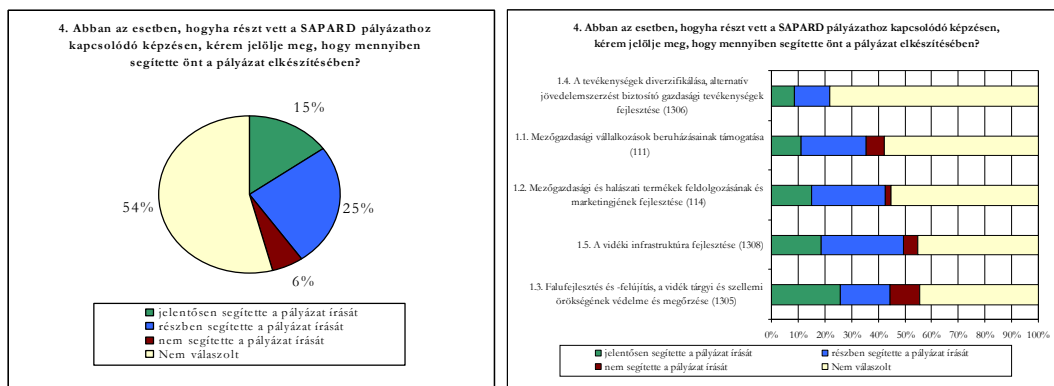 4. Abban az esetben, hogyha részt vett a SAPARD pályázathoz
kapcsolódó képzésen, kérem jelölje meg, hogy mennyiben
segítette önt a pályázat elkészítésében?
15%
25%
6%
54%
jelentősen segítette a pályázat írását
részben segítette a pályázat írását
nem segítette a pályázat írását
Nem válaszolt
4. Abban az esetben, hogyha részt vett a SAPARD pályázathoz kapcsolódó képzésen,
kérem jelölje meg, hogy mennyiben segítette önt a pályázat elkészítésében?
1.4. A tevékenységek diverzifikálása, alternatív
jövedelemszerzést biztosító gazdasági tevékenységek
fejlesztése (1306)
1.1. Mezőgazdasági vállalkozások beruházásainak támogatása
(111)
1.2. Mezőgazdasági és halászati termékek feldolgozásának és
marketingjének fejlesztése (114)
1.5. A vidéki infrastruktúra fejlesztése (1308)
1.3. Falufejlesztés és -felújítás, a vidék tárgyi és szellemi
örökségének védelme és megőrzése (1305)
0% 10% 20% 30% 40% 50% 60% 70% 80% 90% 100%
jelentősen segítette a pályázat írását
részben segítette a pályázat írását
nem segítette a pályázat írását
Nem válaszolt